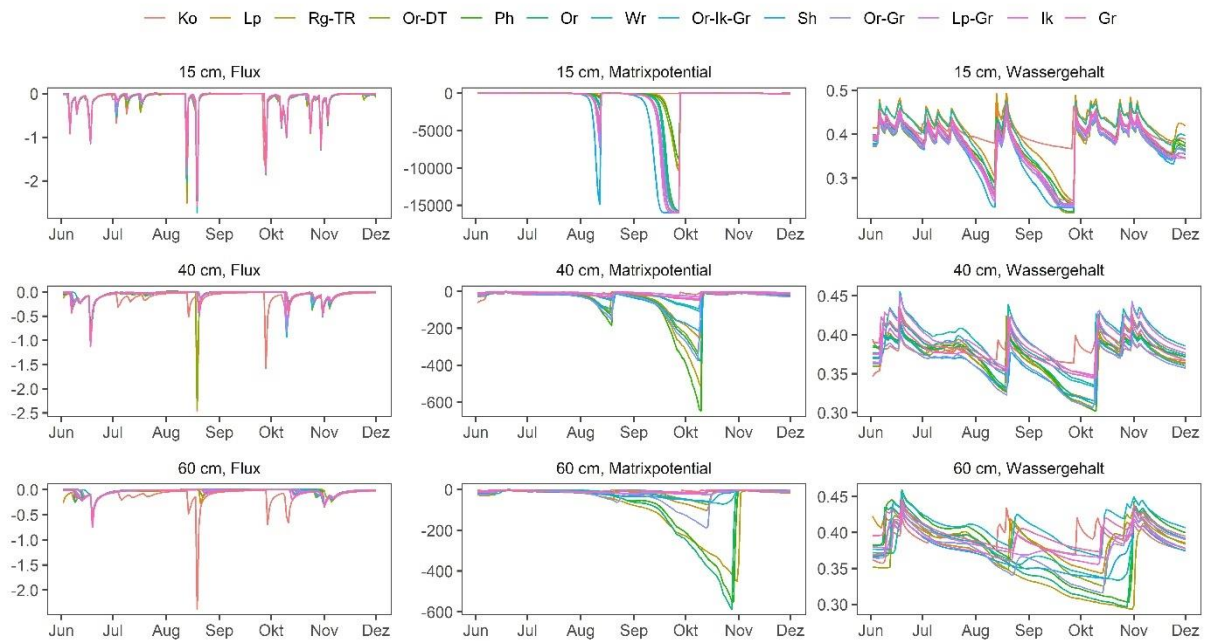 Ko Lp Rg-TR Or-DT Ph Or Wr Or-Ik-Gr Sh Or-Gr Lp-Gr Ik Gr
15 cm, Flux
0
-1
-2
Jun Jul Aug Sep Okt Nov Dez
15 cm, Matrixpotential
0
-5000
-10000
-15000
Jun Jul Aug Sep Okt Nov Dez
15 cm, Wassergehalt
0.5
0.4
0.3
Jun Jul Aug Sep Okt Nov Dez
40 cm, Flux
0.0
-0.5
-1.0
-1.5
-2.0
-2.5
Jun Jul Aug Sep Okt Nov Dez
40 cm, Matrixpotential
0
-200
-400
-600
Jun Jul Aug Sep Okt Nov Dez
40 cm, Wassergehalt
0.45
0.40
0.35
0.30
Jun Jul Aug Sep Okt Nov Dez
60 cm, Flux
0.0
-0.5
-1.0
-1.5
-2.0
Jun Jul Aug Sep Okt Nov Dez
60 cm, Matrixpotential
0
-200
-400
-600
Jun Jul Aug Sep Okt Nov Dez
60 cm, Wassergehalt
0.45
0.40
0.35
0.30
Jun Jul Aug Sep Okt Nov Dez